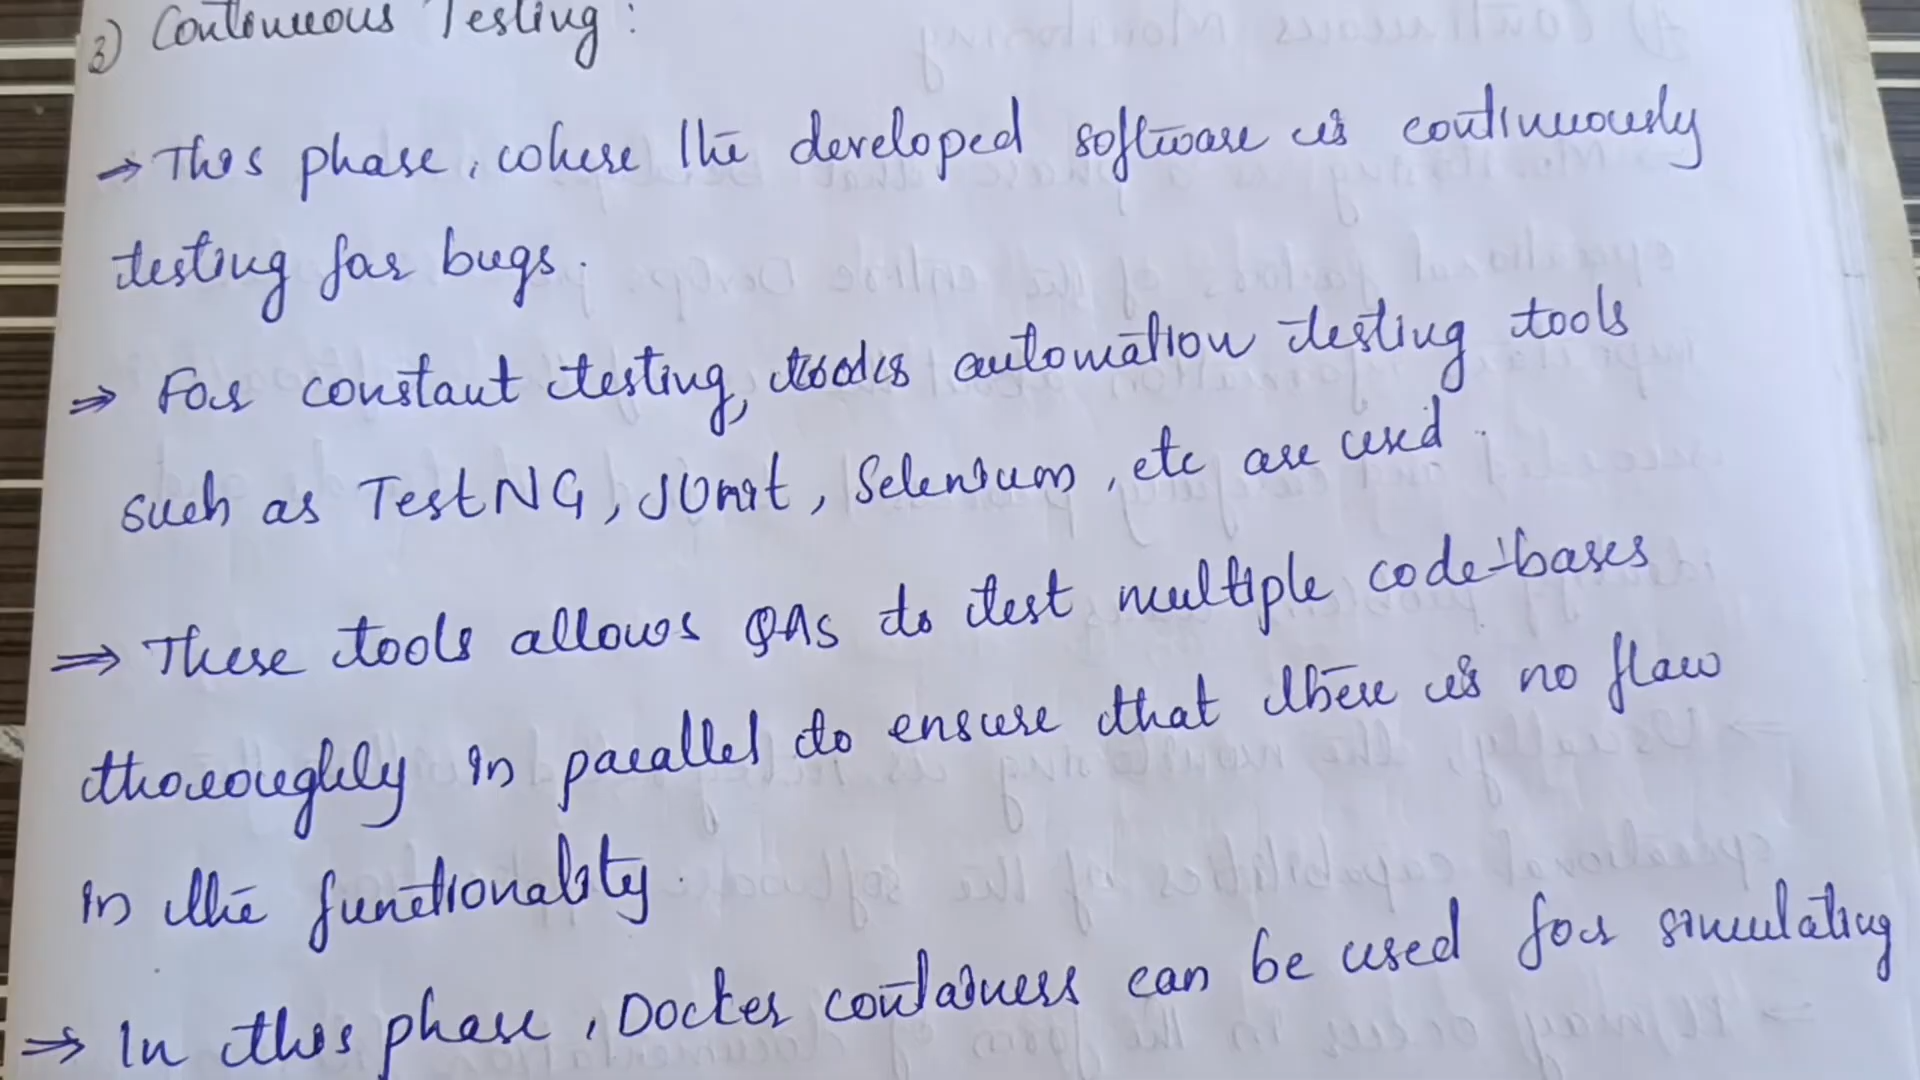 3) Continuous Testing:
→ This phase, where the developed software is continuously
testing for bugs.
⇒ For constant testing, tools automation testing tools
such as TestNG, JUnit, Selenium, etc are used.
⇒ These tools allows QAs to test multiple code-bases
thoroughly in parallel to ensure that there is no flaw
in the functionality.
⇒ In this phase, Docker containers can be used for simulating